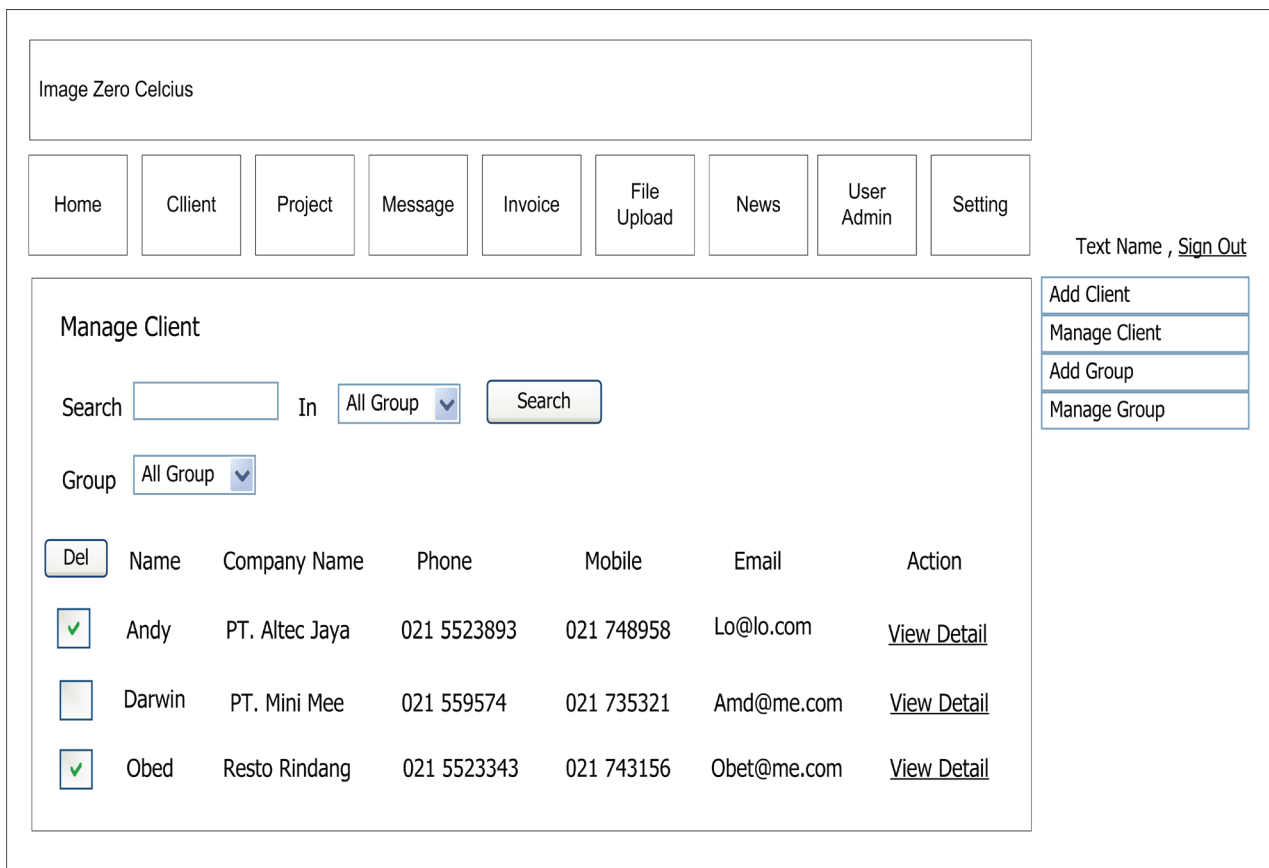 Image Zero Celcius
Home
Cllient
Project
Message
Invoice
File
Upload
News
User
Admin
Setting
Text Name , Sign Out
Add Client
Manage Client
Add Group
Manage Group
Manage Client
Search In All Group Search
Group All Group
Del Name Company Name Phone Mobile Email Action
Andy PT. Altec Jaya 021 5523893 021 748958 Lo@lo.com View Detail
Darwin PT. Mini Mee 021 559574 021 735321 Amd@me.com View Detail
Obed Resto Rindang 021 5523343 021 743156 Obet@me.com View Detail